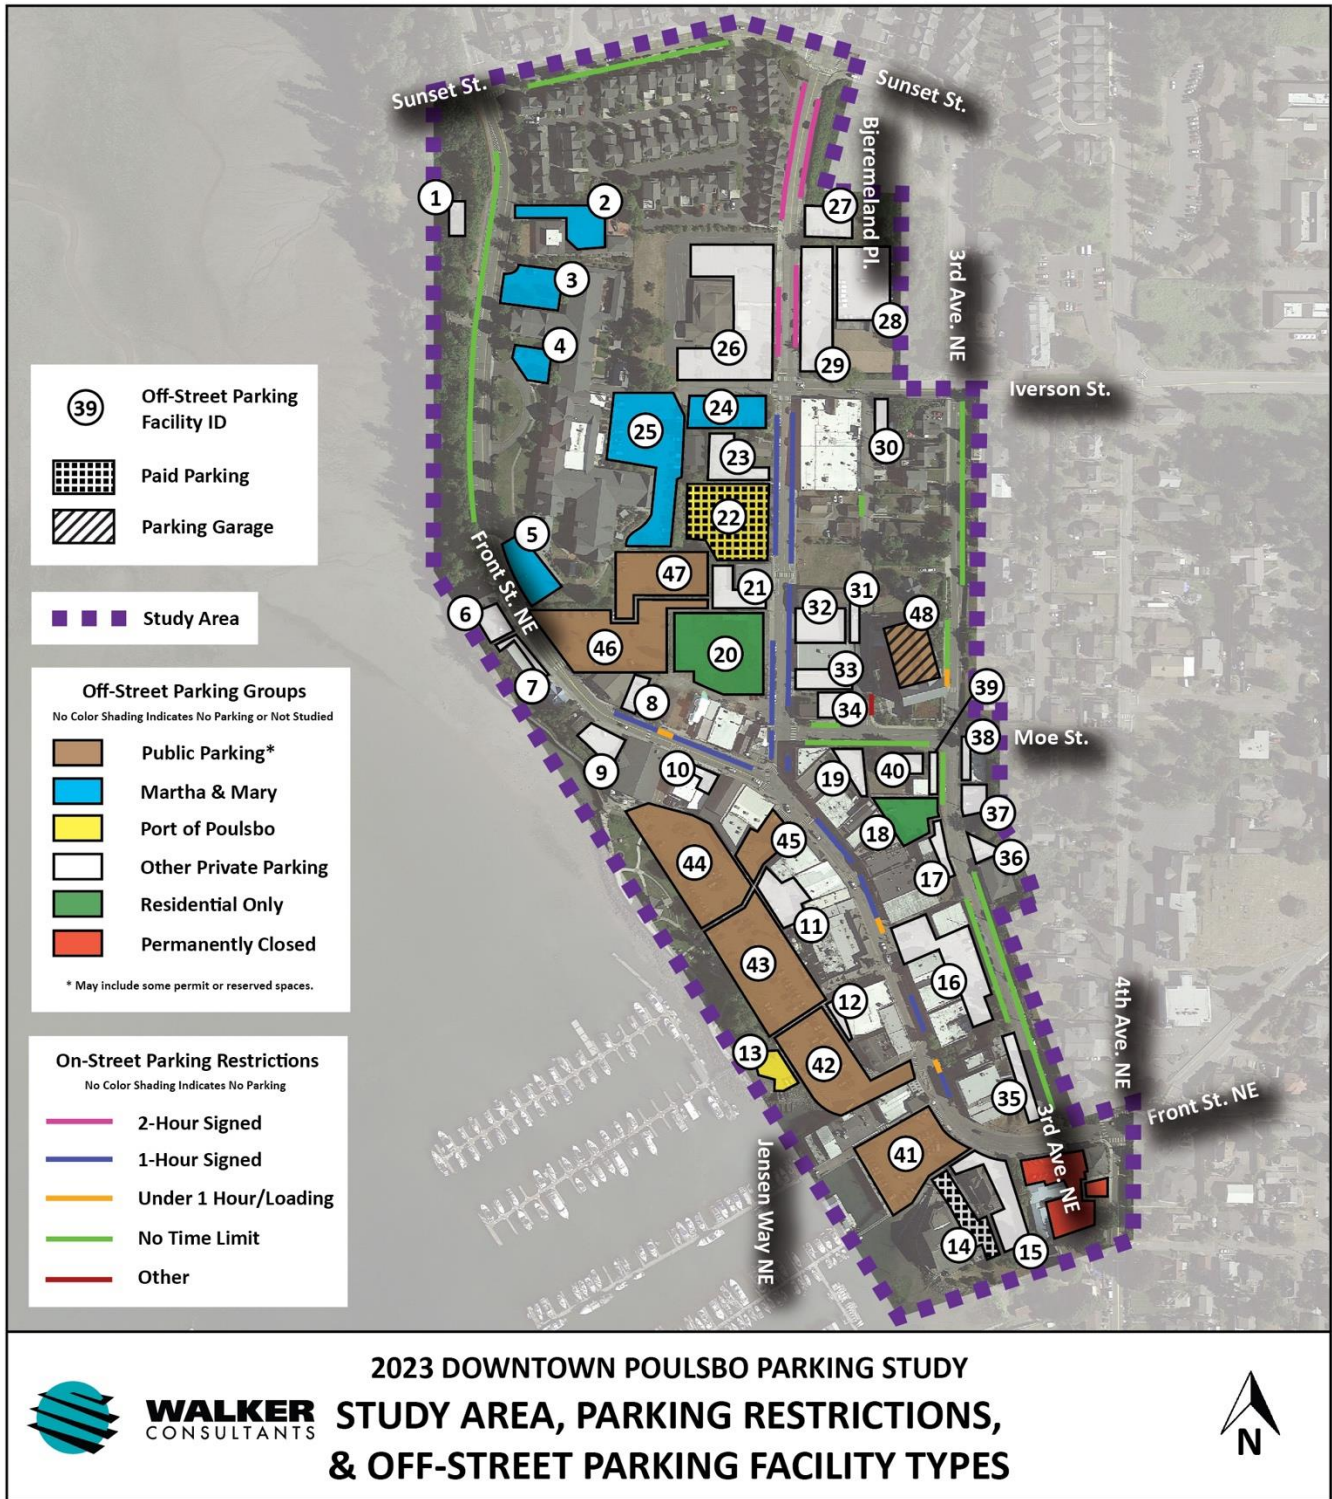 Sunset St.
Sunset St.
Bjeremeland Pl.
1
2
27
3
3rd Ave. NE
28
4
26
29
Iverson St.
39
Off-Street Parking
Facility ID
Paid Parking
Parking Garage
24
25
30
23
22
5
Front St. NE
47
21
31
Study Area
6
32
48
46
20
33
7
39
8
34
Moe St.
38
9
10
19
40
37
18
45
36
44
17
11
43
16
12
4th Ave. NE
13
42
35
Front St. NE
3rd Ave. NE
41
Jensen Way NE
14
15
Off-Street Parking Groups
No Color Shading Indicates No Parking or Not Studied
Public Parking*
Martha & Mary
Port of Poulsbo
Other Private Parking
Residential Only
Permanently Closed
* May include some permit or reserved spaces.
On-Street Parking Restrictions
No Color Shading Indicates No Parking
2-Hour Signed
1-Hour Signed
Under 1 Hour/Loading
No Time Limit
Other
WALKER
CONSULTANTS
2023 DOWNTOWN POULSBO PARKING STUDY
STUDY AREA, PARKING RESTRICTIONS,
& OFF-STREET PARKING FACILITY TYPES
N